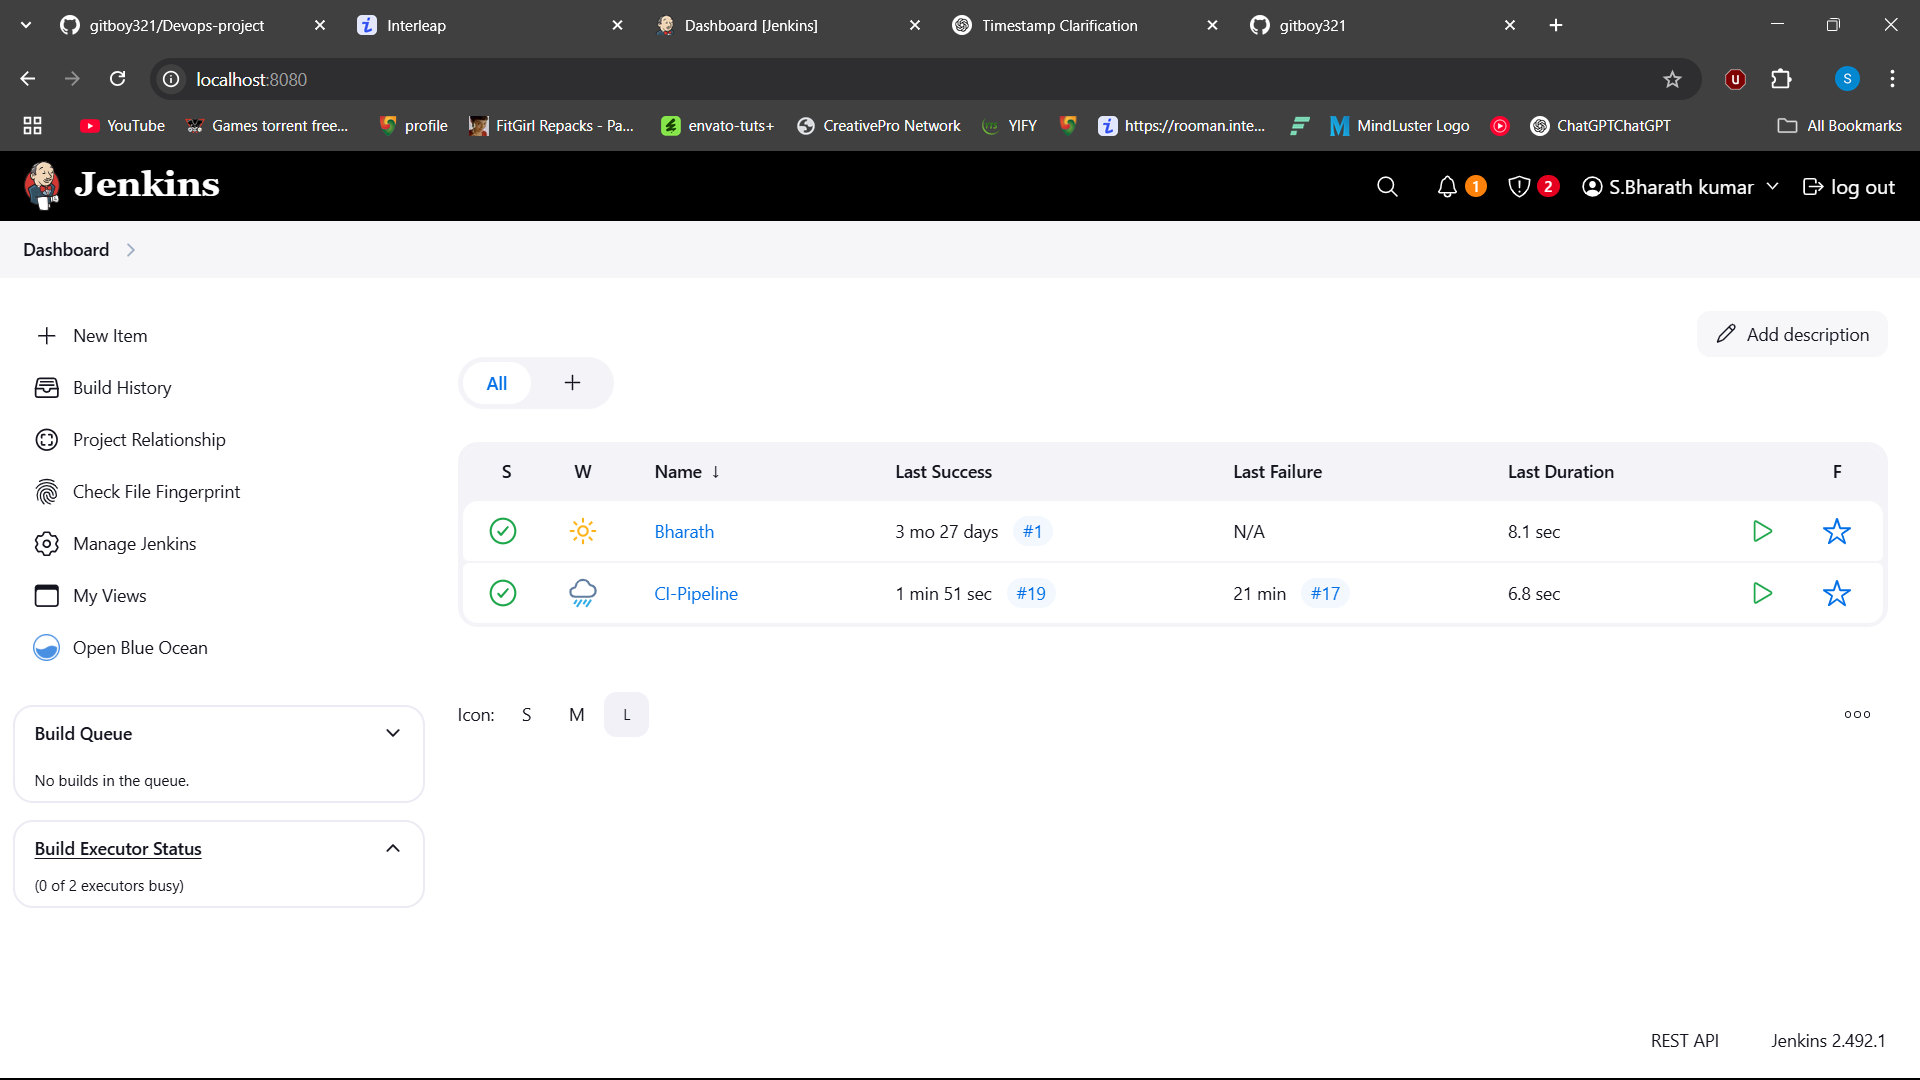 gitboy321/Devops-project
Interleap
Dashboard [Jenkins]
Timestamp Clarification
gitboy321
localhost:8080
S
YouTube
Games torrent free...
profile
FitGirl Repacks - Pa...
envato-tuts+
CreativePro Network
YIFY
https://rooman.inte...
MindLuster Logo
ChatGPTChatGPT
All Bookmarks
Jenkins
1
2
S.Bharath kumar
log out
Dashboard
New Item
Build History
Project Relationship
Check File Fingerprint
Manage Jenkins
My Views
Open Blue Ocean
Add description
All
S W Name ↓ Last Success Last Failure Last Duration F
Bharath 3 mo 27 days #1 N/A 8.1 sec
CI-Pipeline 1 min 51 sec #19 21 min #17 6.8 sec
Icon: S M L
Build Queue
No builds in the queue.
Build Executor Status
(0 of 2 executors busy)
REST API
Jenkins 2.492.1